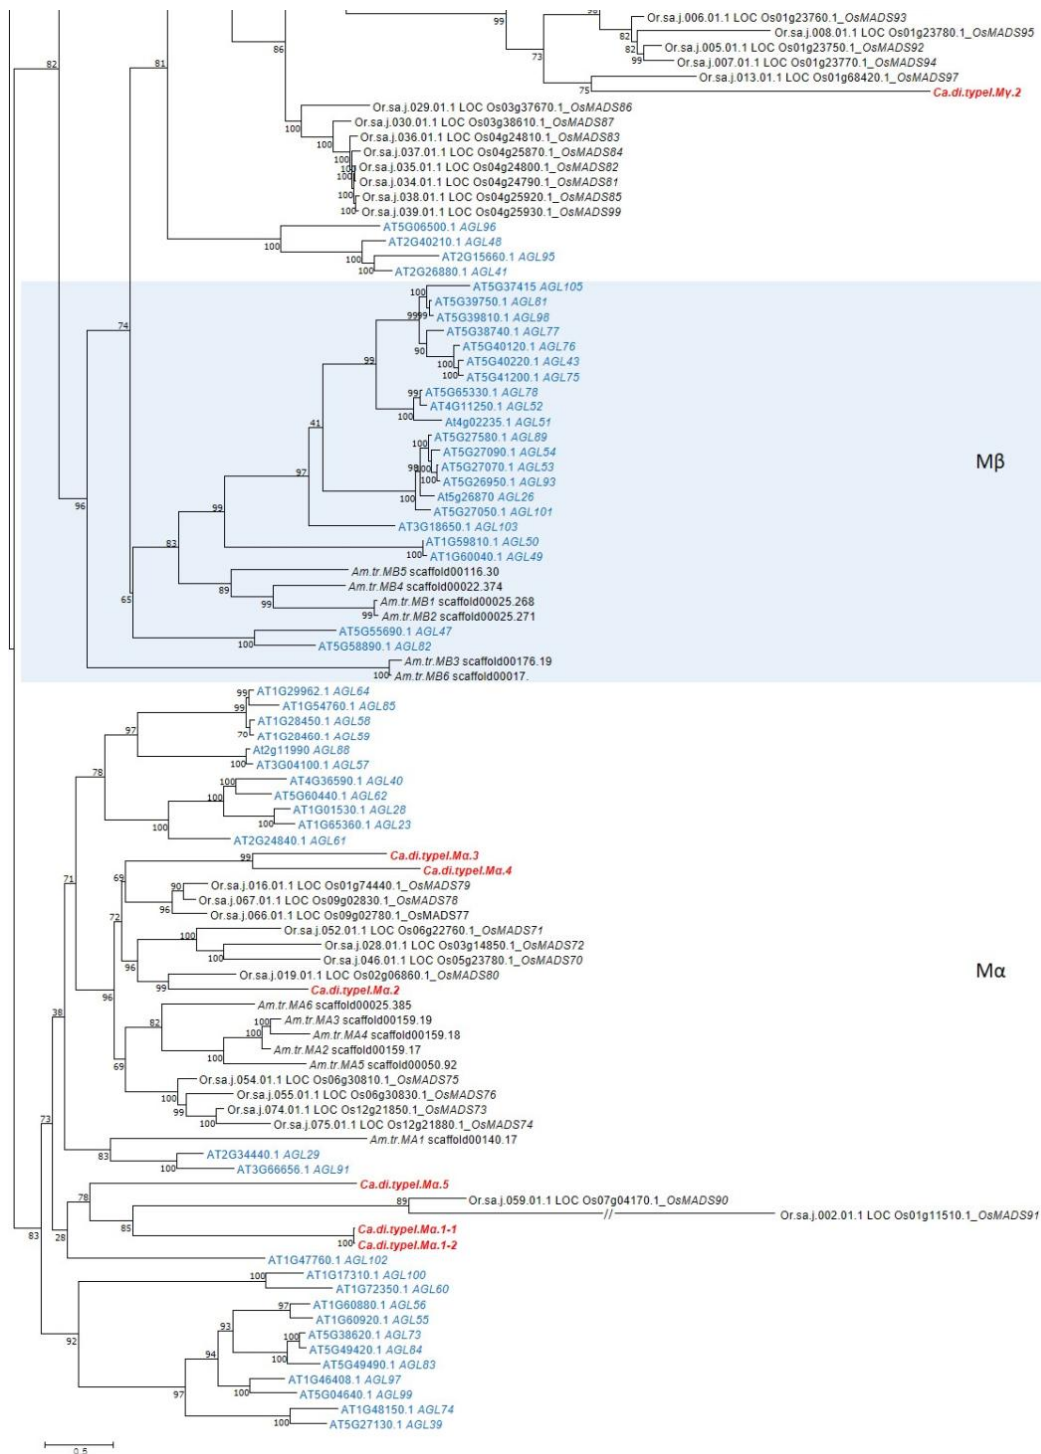 Or.sa.j.006.01.1 LOC Os01g23760.1_OsMADS93
99
82
Or.sa.j.008.01.1 LOC Os01g23780.1_OsMADS95
86
82
Or.sa.j.005.01.1 LOC Os01g23750.1_OsMADS92
73
99
Or.sa.j.007.01.1 LOC Os01g23770.1_OsMADS94
82
81
Or.sa.j.013.01.1 LOC Os01g68420.1_OsMADS97
75
Ca.di.typeI.Mγ.2
Or.sa.j.029.01.1 LOC Os03g37670.1_OsMADS86
100
Or.sa.j.030.01.1 LOC Os03g38610.1_OsMADS87
Or.sa.j.036.01.1 LOC Os04g24810.1_OsMADS83
100
Or.sa.j.037.01.1 LOC Os04g25870.1_OsMADS84
Or.sa.j.035.01.1 LOC Os04g24800.1_OsMADS82
Or.sa.j.034.01.1 LOC Os04g24790.1_OsMADS81
100
Or.sa.j.038.01.1 LOC Os04g25920.1_OsMADS85
100
Or.sa.j.039.01.1 LOC Os04g25930.1_OsMADS99
AT5G06500.1 AGL96
100
AT2G40210.1 AGL48
100
AT2G15660.1 AGL95
100
AT2G26880.1 AGL41
AT5G37415 AGL105
100
AT5G39750.1 AGL81
AT5G39810.1 AGL98
74
AT5G38740.1 AGL77
90
AT5G40120.1 AGL76
99
100
AT5G40220.1 AGL43
100
AT5G41200.1 AGL75
99
AT5G65330.1 AGL78
AT4G11250.1 AGL52
100
At4g02235.1 AGL51
41
AT5G27580.1 AGL89
100
AT5G27090.1 AGL54
Mβ
98
AT5G27070.1 AGL53
97
100
AT5G26950.1 AGL93
At5g26870 AGL26
96
100
AT5G27050.1 AGL101
99
AT3G18650.1 AGL103
83
AT1G59810.1 AGL50
100
AT1G60040.1 AGL49
Am.tr.MB5 scaffold00116.30
89
Am.tr.MB4 scaffold00022.374
65
99
Am.tr.MB1 scaffold00025.268
99
Am.tr.MB2 scaffold00025.271
AT5G55690.1 AGL47
100
AT5G58890.1 AGL82
Am.tr.MB3 scaffold00176.19
100
Am.tr.MB6 scaffold00017.
99
AT1G29962.1 AGL64
99
AT1G54760.1 AGL85
AT1G28450.1 AGL58
97
70
AT1G28460.1 AGL59
At2g11990 AGL88
100
AT3G04100.1 AGL57
78
100
AT4G36590.1 AGL40
100
AT5G60440.1 AGL62
AT1G01530.1 AGL28
100
100
AT1G65360.1 AGL23
AT2G24840.1 AGL61
99
Ca.di.typeI.Mα.3
Ca.di.typeI.Mα.4
71
69
90
Or.sa.j.016.01.1 LOC Os01g74440.1_OsMADS79
Or.sa.j.067.01.1 LOC Os09g02830.1_OsMADS78
96
Or.sa.j.066.01.1 LOC Os09g02780.1_OsMADS77
72
Or.sa.j.052.01.1 LOC Os06g22760.1_OsMADS71
100
Or.sa.j.028.01.1 LOC Os03g14850.1_OsMADS72
100
Or.sa.j.046.01.1 LOC Os05g23780.1_OsMADS70
96
Or.sa.j.019.01.1 LOC Os02g06860.1_OsMADS80
Mα
99
Ca.di.typeI.Mα.2
96
Am.tr.MA6 scaffold00025.385
38
82
100
Am.tr.MA3 scaffold00159.19
100
Am.tr.MA4 scaffold00159.18
Am.tr.MA2 scaffold00159.17
69
100
Am.tr.MA5 scaffold00050.92
Or.sa.j.054.01.1 LOC Os06g30810.1_OsMADS75
100
Or.sa.j.055.01.1 LOC Os06g30830.1_OsMADS76
99
Or.sa.j.074.01.1 LOC Os12g21850.1_OsMADS73
73
100
Or.sa.j.075.01.1 LOC Os12g21880.1_OsMADS74
Am.tr.MA1 scaffold00140.17
83
AT2G34440.1 AGL29
100
AT3G66656.1 AGL91
Ca.di.typeI.Mα.5
78
89
Or.sa.j.059.01.1 LOC Os07g04170.1_OsMADS90
//
Or.sa.j.002.01.1 LOC Os01g11510.1_OsMADS91
83
28
85
Ca.di.typeI.Mα.1-1
100
Ca.di.typeI.Mα.1-2
AT1G47760.1 AGL102
100
AT1G17310.1 AGL100
AT1G72350.1 AGL60
97
AT1G60880.1 AGL56
93
AT1G60920.1 AGL55
92
100
AT5G38620.1 AGL73
AT5G49420.1 AGL84
94
100
AT5G49490.1 AGL83
AT1G46408.1 AGL97
97
100
AT5G04640.1 AGL99
AT1G48150.1 AGL74
100
AT5G27130.1 AGL39
0.5